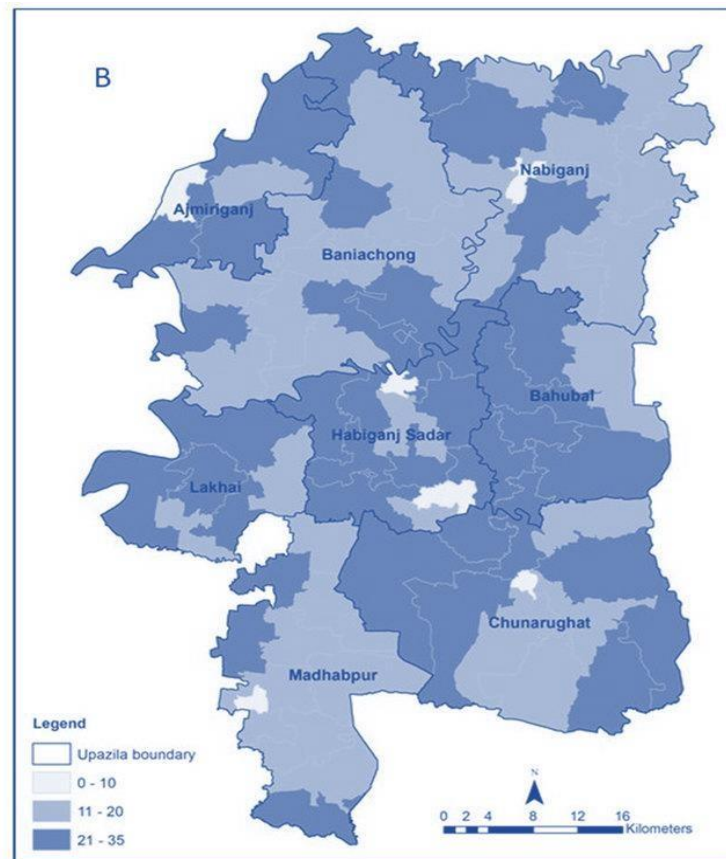 B
Nabiganj
Ajmiriganj
Baniachong
Bahubal
Habiganj Sadar
Lakhai
Chunarughat
Madhabpur
Legend
Upazila boundary
0 - 10
11 - 20
21 - 35
N
0 2 4 8 12 16
Kilometers